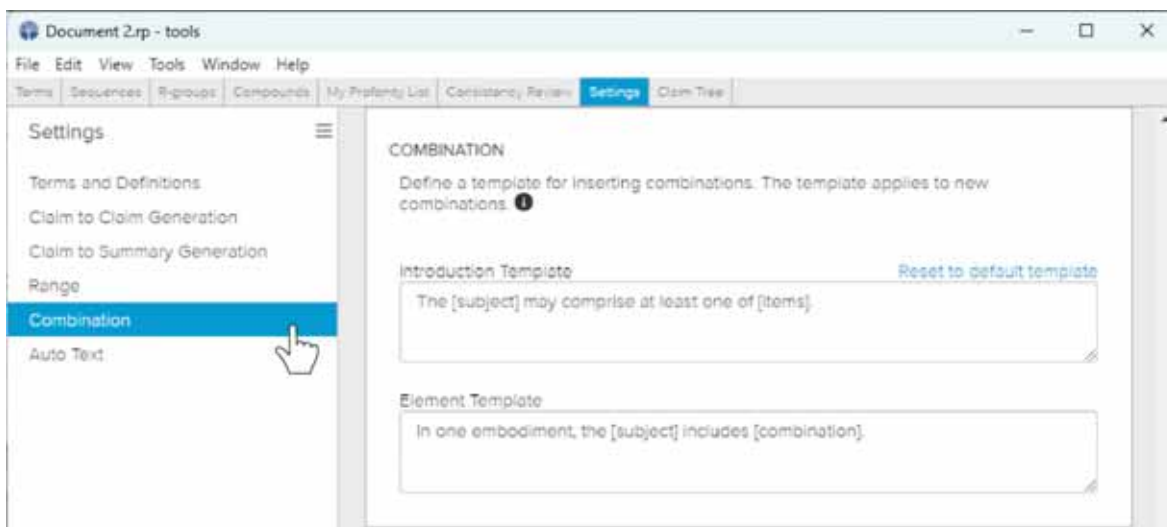 Document 2.rp - tools
File Edit View Tools Window Help
Terms Sequences R-groups Compounds My Profanity List Consistency Review Settings Claim Tree
Settings
Terms and Definitions
Claim to Claim Generation
Claim to Summary Generation
Range
Combination
Auto Text
COMBINATION
Define a template for inserting combinations. The template applies to new
combinations.
Introduction Template Reset to default template
The [subject] may comprise at least one of [items].
Element Template
In one embodiment, the [subject] includes [combination].